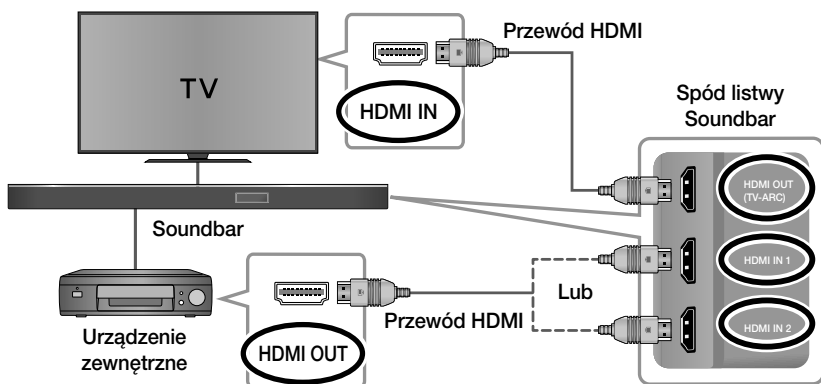 Przewód HDMI
TV
HDMI IN
Spód listwy
Soundbar
HDMI OUT
(TV-ARC)
Soundbar
HDMI IN 1
Lub
Przewód HDMI
HDMI IN 2
Urządzenie
zewnętrzne
HDMI OUT